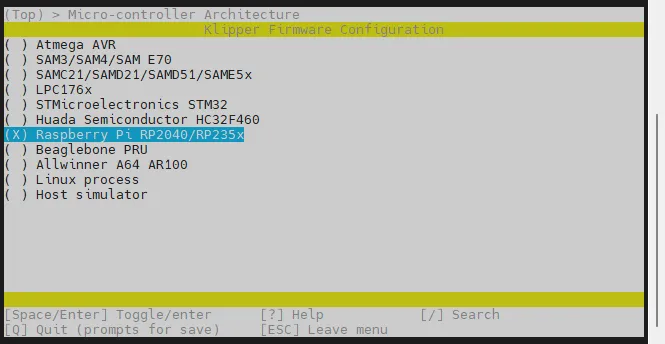 (Top) > Micro-controller Architecture
Klipper Firmware Configuration
( ) Atmega AVR
( ) SAM3/SAM4/SAM E70
( ) SAMC21/SAMD21/SAMD51/SAME5x
( ) LPC176x
( ) STMicroelectronics STM32
( ) Huada Semiconductor HC32F460
(X) Raspberry Pi RP2040/RP235x
( ) Beaglebone PRU
( ) Allwinner A64 AR100
( ) Linux process
( ) Host simulator
[Space/Enter] Toggle/enter [?] Help [/] Search
[Q] Quit (prompts for save) [ESC] Leave menu